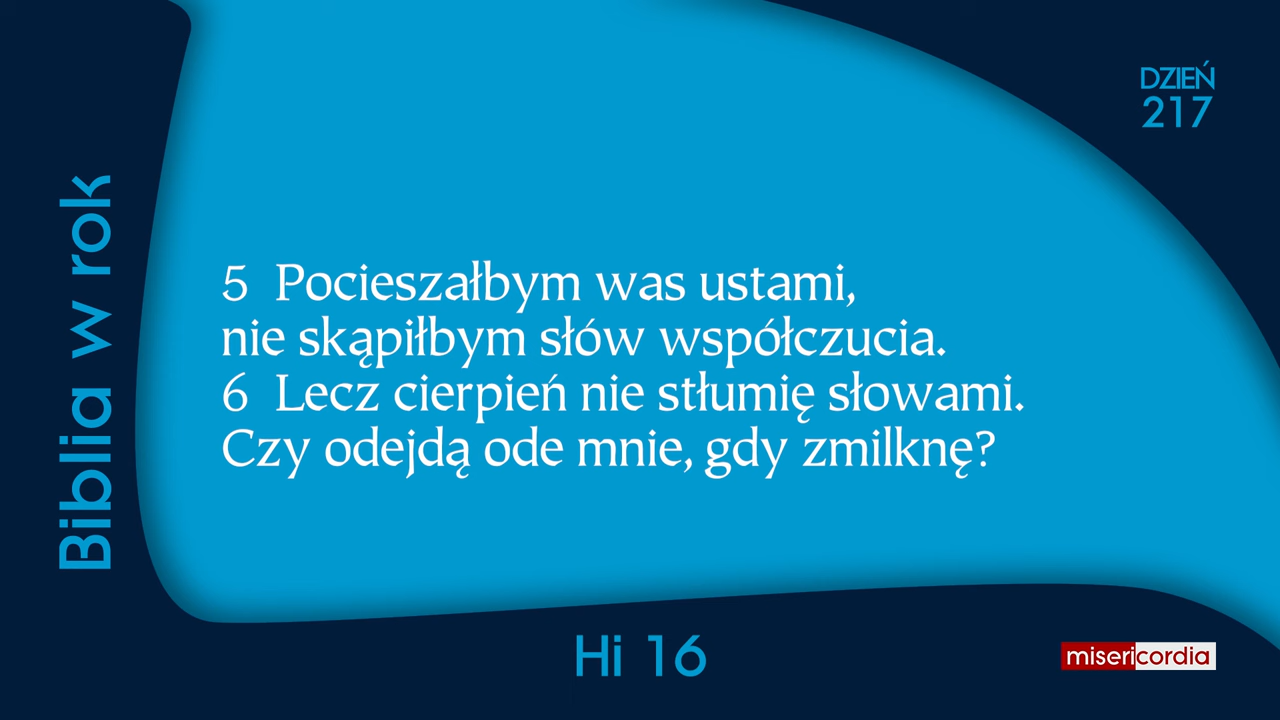 DZIEŃ
217
Biblia w rok
5 Pocieszałbym was ustami,
nie skąpiłbym słów współczucia.
6 Lecz cierpień nie stłumię słowami.
Czy odejdą ode mnie, gdy zmilknę?
Hi 16
misericordia